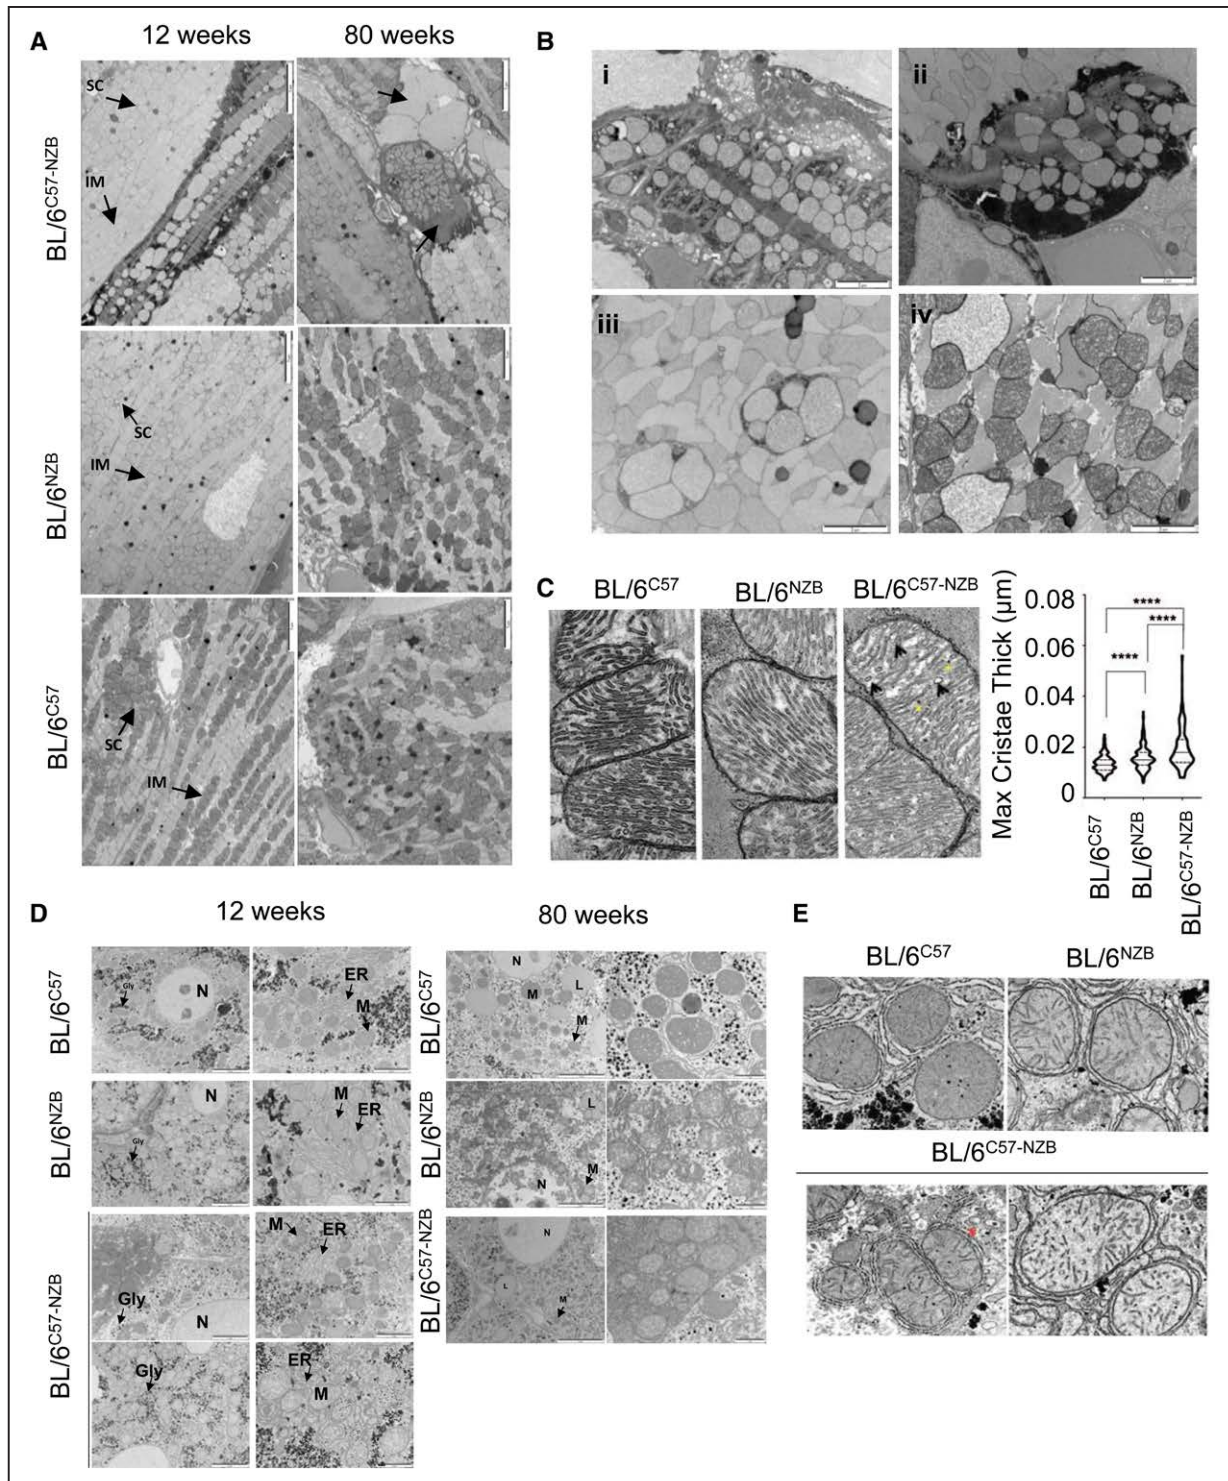 A
12 weeks
80 weeks
BL/6C57-NZB
SC
IM
BL/6NZB
SC
IM
BL/6C57
SC
IM
B
i
ii
iii
iv
C
BL/6C57
BL/6NZB
BL/6C57-NZB
Max Cristae Thick (µm)
0.08
0.06
0.04
0.02
0
****
****
****
BL/6C57
BL/6NZB
BL/6C57-NZB
D
12 weeks
80 weeks
BL/6C57
Gly
N
ER
M
BL/6C57
N
M
L
M
BL/6NZB
N
Gly
M
ER
BL/6NZB
L
N
M
BL/6C57-NZB
Gly
N
M
ER
Gly
ER
M
BL/6C57-NZB
N
L
M
E
BL/6C57
BL/6NZB
BL/6C57-NZB
*